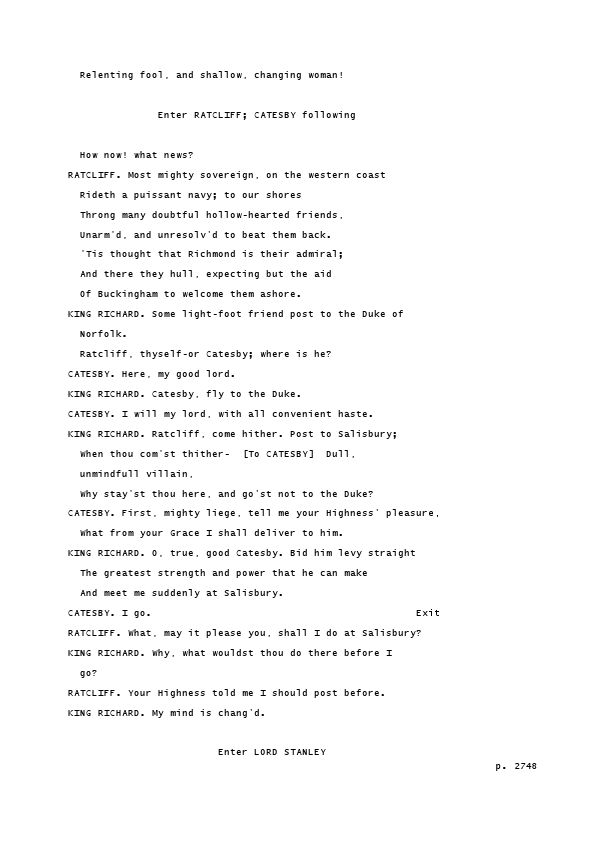 Relenting fool, and shallow, changing woman!
Enter RATCLIFF; CATESBY following
How now! what news?
RATCLIFF. Most mighty sovereign, on the western coast
Rideth a puissant navy; to our shores
Throng many doubtful hollow-hearted friends,
Unarm'd, and unresolv'd to beat them back.
'Tis thought that Richmond is their admiral;
And there they hull, expecting but the aid
Of Buckingham to welcome them ashore.
KING RICHARD. Some light-foot friend post to the Duke of
Norfolk.
Ratcliff, thyself-or Catesby; where is he?
CATESBY. Here, my good lord.
KING RICHARD. Catesby, fly to the Duke.
CATESBY. I will my lord, with all convenient haste.
KING RICHARD. Ratcliff, come hither. Post to Salisbury;
When thou com'st thither-  [To CATESBY]  Dull,
unmindfull villain,
Why stay'st thou here, and go'st not to the Duke?
CATESBY. First, mighty liege, tell me your Highness' pleasure,
What from your Grace I shall deliver to him.
KING RICHARD. O, true, good Catesby. Bid him levy straight
The greatest strength and power that he can make
And meet me suddenly at Salisbury.
CATESBY. I go. Exit
RATCLIFF. What, may it please you, shall I do at Salisbury?
KING RICHARD. Why, what wouldst thou do there before I
go?
RATCLIFF. Your Highness told me I should post before.
KING RICHARD. My mind is chang'd.
Enter LORD STANLEY
p. 2748